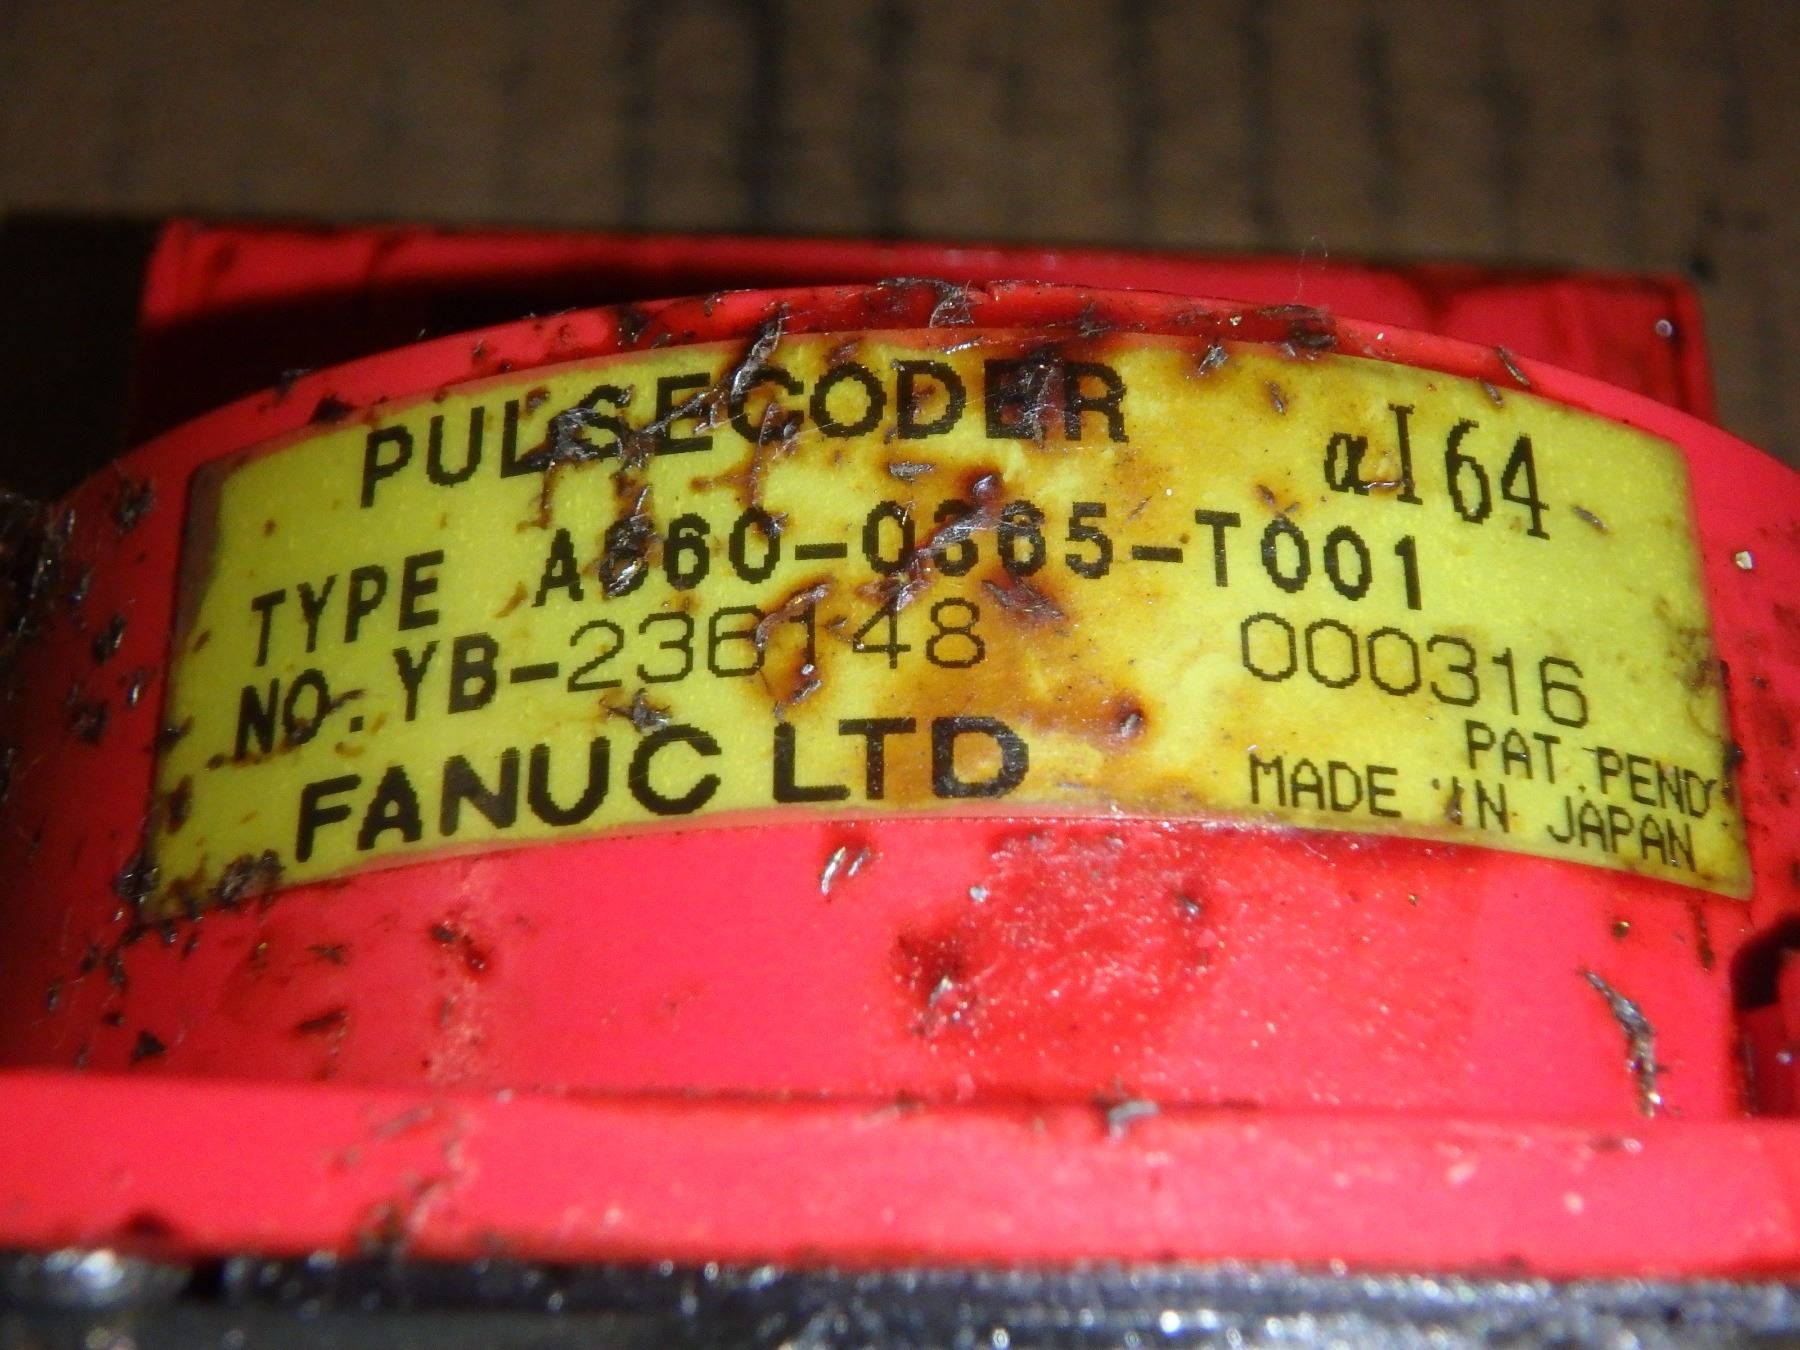 PULSECODER αI64
TYPE A860-0365-T001
NO. YB-236148 000316
FANUC LTD
PAT. PEND.
MADE IN JAPAN